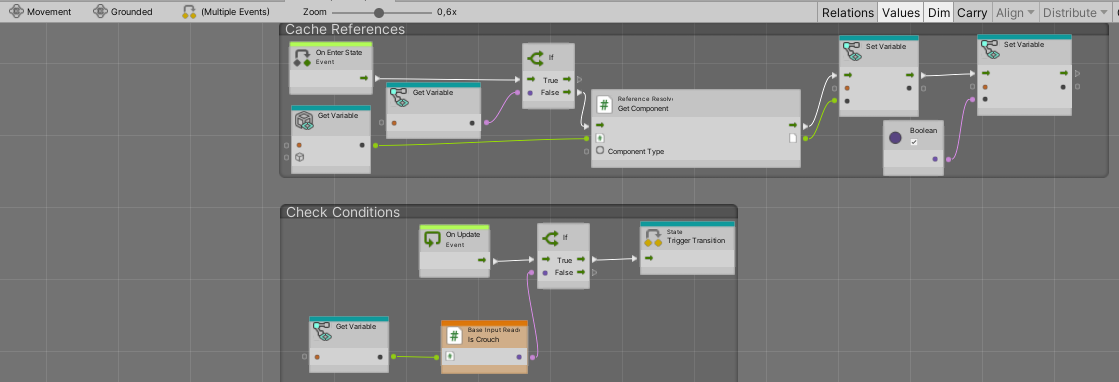 Movement
Grounded
(Multiple Events)
Zoom
0,6x
Relations
Values
Dim
Carry
Align
Distribute
Cache References
On Enter State
Event
Get Variable
Get Variable
If
True
False
Reference Resolv
Get Component
Component Type
Set Variable
Set Variable
Boolean
Check Conditions
On Update
Event
If
True
False
State
Trigger Transition
Get Variable
Base Input Read
Is Crouch